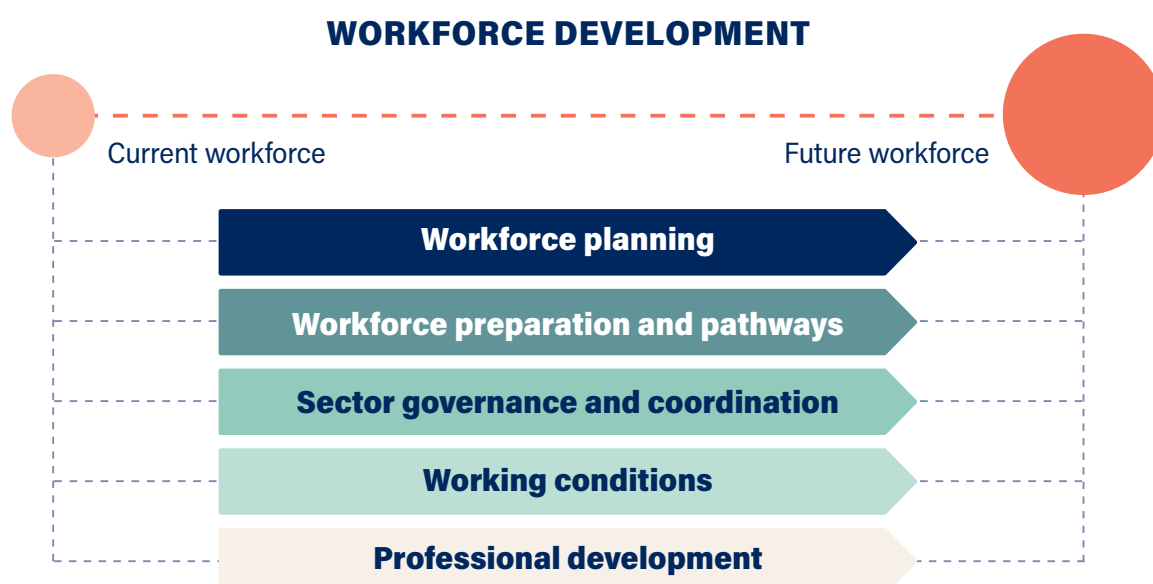 WORKFORCE DEVELOPMENT
Current workforce
Future workforce
Workforce planning
Workforce preparation and pathways
Sector governance and coordination
Working conditions
Professional development